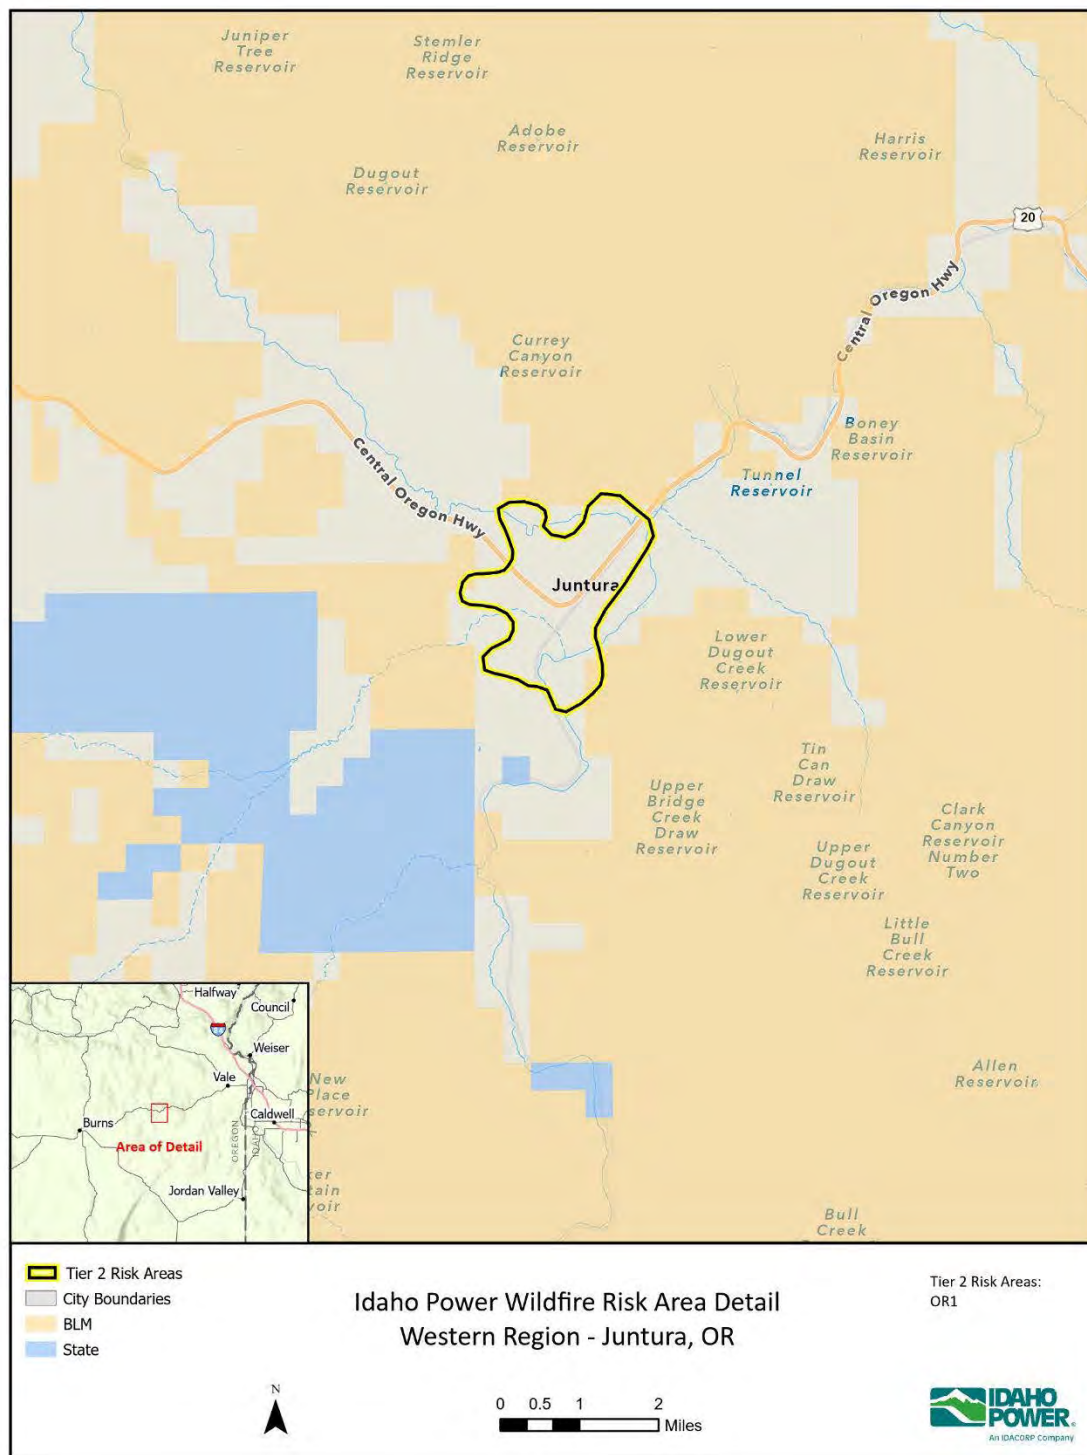 Juniper
Tree
Reservoir
Stemler
Ridge
Reservoir
Adobe
Reservoir
Harris
Reservoir
Dugout
Reservoir
20
Central Oregon Hwy
Currey
Canyon
Reservoir
Boney
Basin
Reservoir
Central Oregon Hwy
Tunnel
Reservoir
Juntura
Lower
Dugout
Creek
Reservoir
Tin
Can
Draw
Reservoir
Upper
Bridge
Creek
Draw
Reservoir
Clark
Canyon
Reservoir
Number
Two
Upper
Dugout
Creek
Reservoir
Little
Bull
Creek
Reservoir
Allen
Reservoir
New
Place
servoir
ker
tain
voir
Bull
Creek
Halfway
Council
Weiser
Vale
Caldwell
Burns
Area of Detail
OREGON
IDAHO
Jordan Valley
Tier 2 Risk Areas
City Boundaries
BLM
State
Idaho Power Wildfire Risk Area Detail
Western Region - Juntura, OR
Tier 2 Risk Areas:
OR1
N
0 0.5 1 2
Miles
IDAHO
POWER®
An IDACORP Company